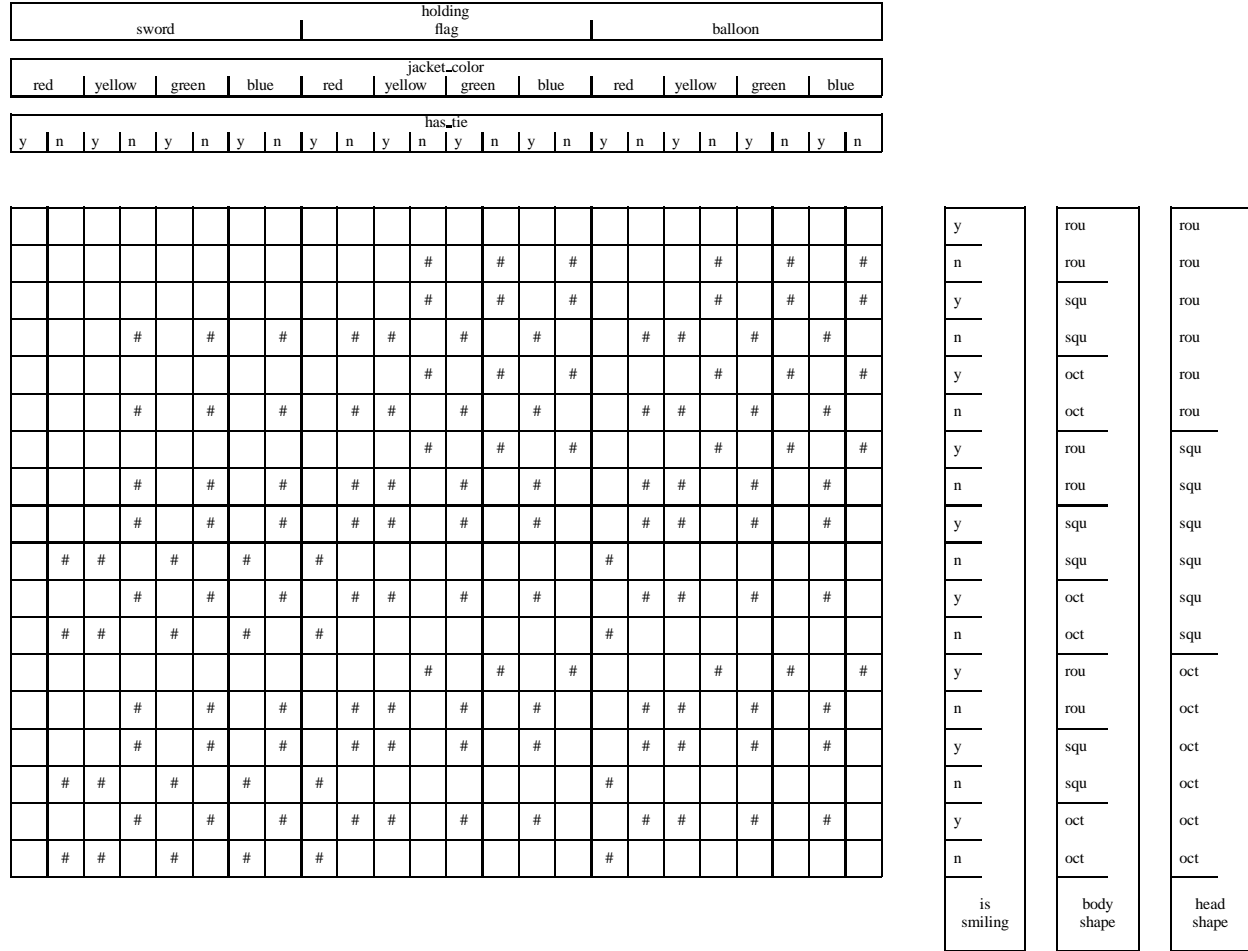 holding
sword flag balloon
jacket_color
red yellow green blue red yellow green blue red yellow green blue
has_tie
y n y n y n y n y n y n y n y n y n y n y n y n
y rou rou
# # # # # # n rou rou
# # # # # # y squ rou
# # # # # # # # # # # n squ rou
# # # # # # y oct rou
# # # # # # # # # # # n oct rou
# # # # # # y rou squ
# # # # # # # # # # # n rou squ
# # # # # # # # # # # y squ squ
# # # # # # n squ squ
# # # # # # # # # # # y oct squ
# # # # # # n oct squ
# # # # # # y rou oct
# # # # # # # # # # # n rou oct
# # # # # # # # # # # y squ oct
# # # # # # n squ oct
# # # # # # # # # # # y oct oct
# # # # # # n oct oct
is body head
smiling shape shape